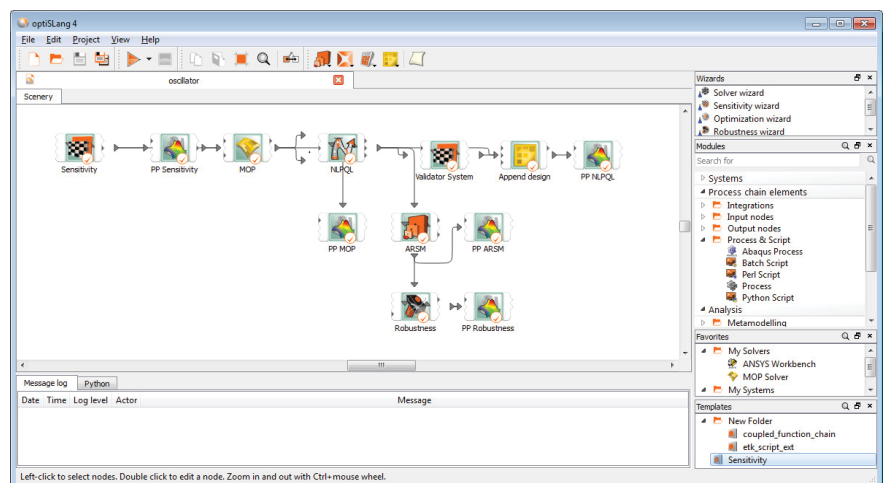 optiSLang 4
File Edit Project View Help
oscillator
Scenery
Sensitivity
PP Sensitivity
MOP
NLPQL
Validator System
Append design
PP NLPQL
PP MOP
ARSM
PP ARSM
Robustness
PP Robustness
Message log Python
Date Time Log level Actor Message
Left-click to select nodes. Double click to edit a node. Zoom in and out with Ctrl+mouse wheel.
Wizards
Solver wizard
Sensitivity wizard
Optimization wizard
Robustness wizard
Modules
Search for
Systems
Process chain elements
Integrations
Input nodes
Output nodes
Process & Script
Abaqus Process
Batch Script
Perl Script
Process
Python Script
Analysis
Metamodelling
Favorites
My Solvers
ANSYS Workbench
MOP Solver
My Systems
Templates
New Folder
coupled_function_chain
etk_script_ext
Sensitivity